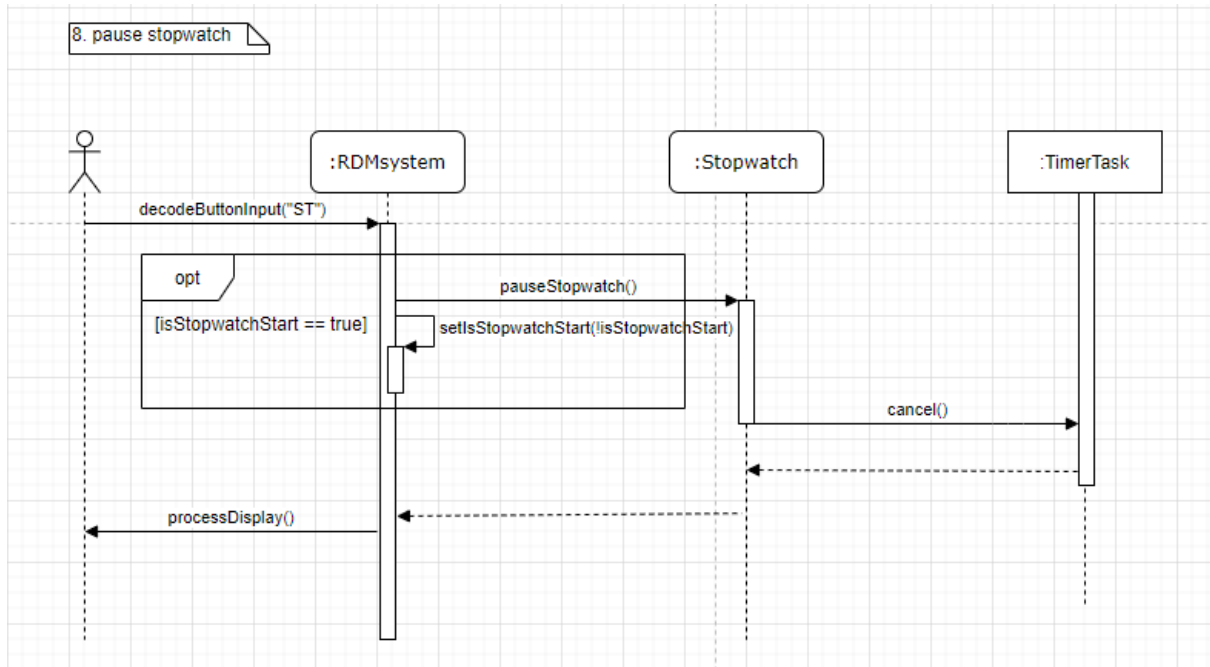 8. pause stopwatch
:RDMsystem
:Stopwatch
:TimerTask
decodeButtonInput("ST")
opt
pauseStopwatch()
[isStopwatchStart == true]
setIsStopwatchStart(!isStopwatchStart)
cancel()
processDisplay()